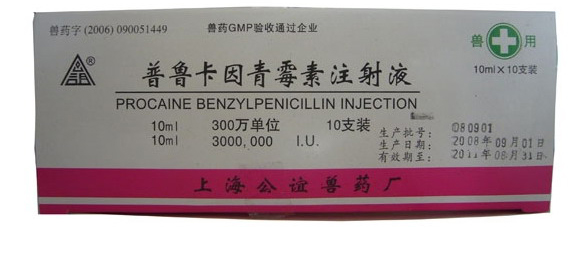 兽药字 (2006) 090051449
兽药GMP验收通过企业
兽 用
10ml×10支装
普鲁卡因青霉素注射液
PROCAINE BENZYLPENICILLIN INJECTION
10ml 300万单位 10支装
10ml 3000,000 I.U.
生产批号: 080901
生产日期: 2008年09月01日
有效期至: 2011年08月31日
上海公谊兽药厂